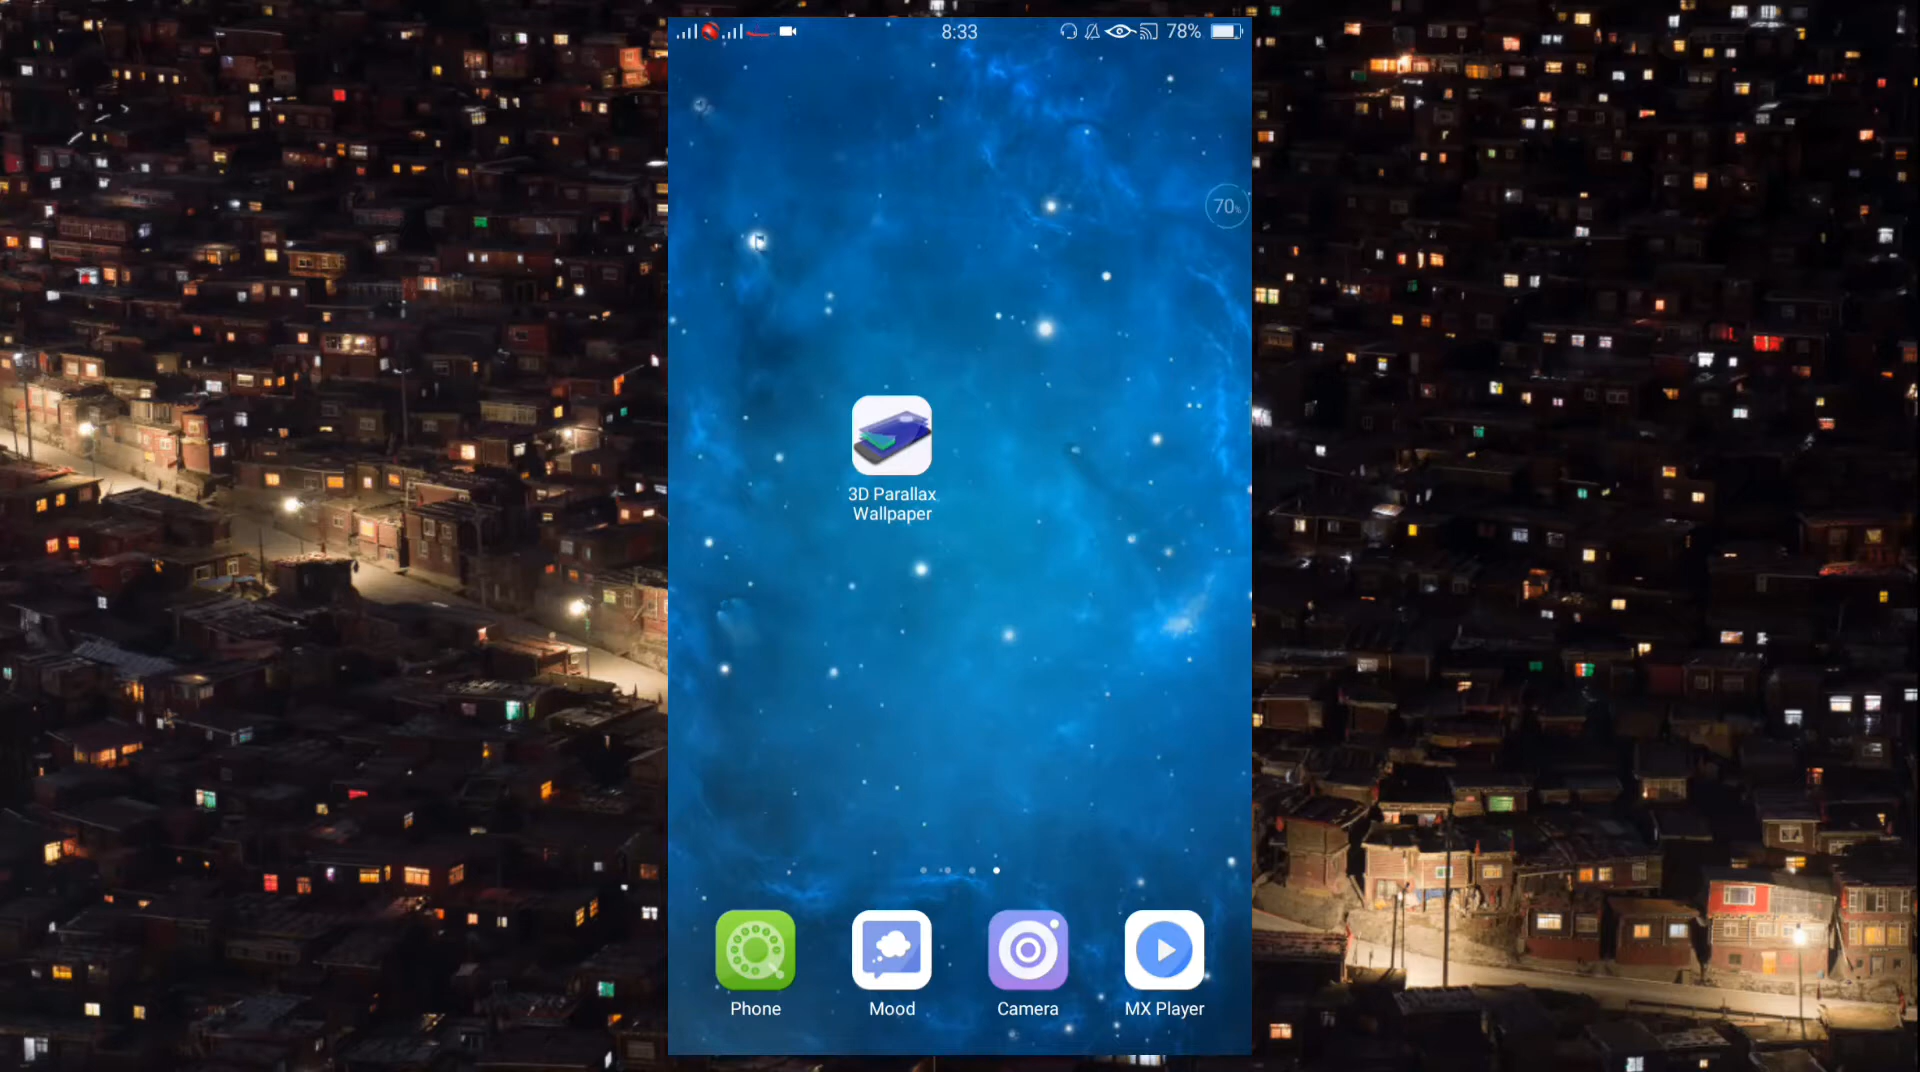 8:33
78%
70%
3D Parallax
Wallpaper
Phone
Mood
Camera
MX Player